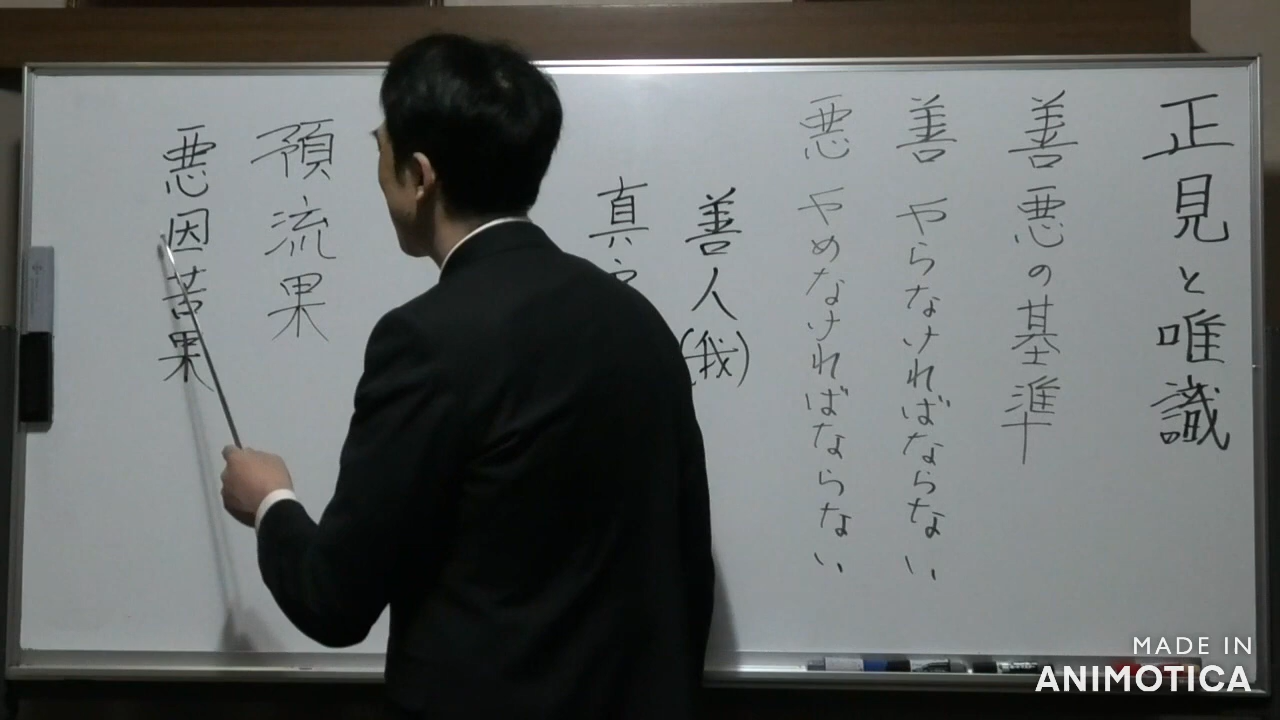 正見と唯識
善悪の基準
善 やらなければならない
悪 やめなければならない
善人(我)
真
預流果
悪因苦果
MADE IN
ANIMOTICA